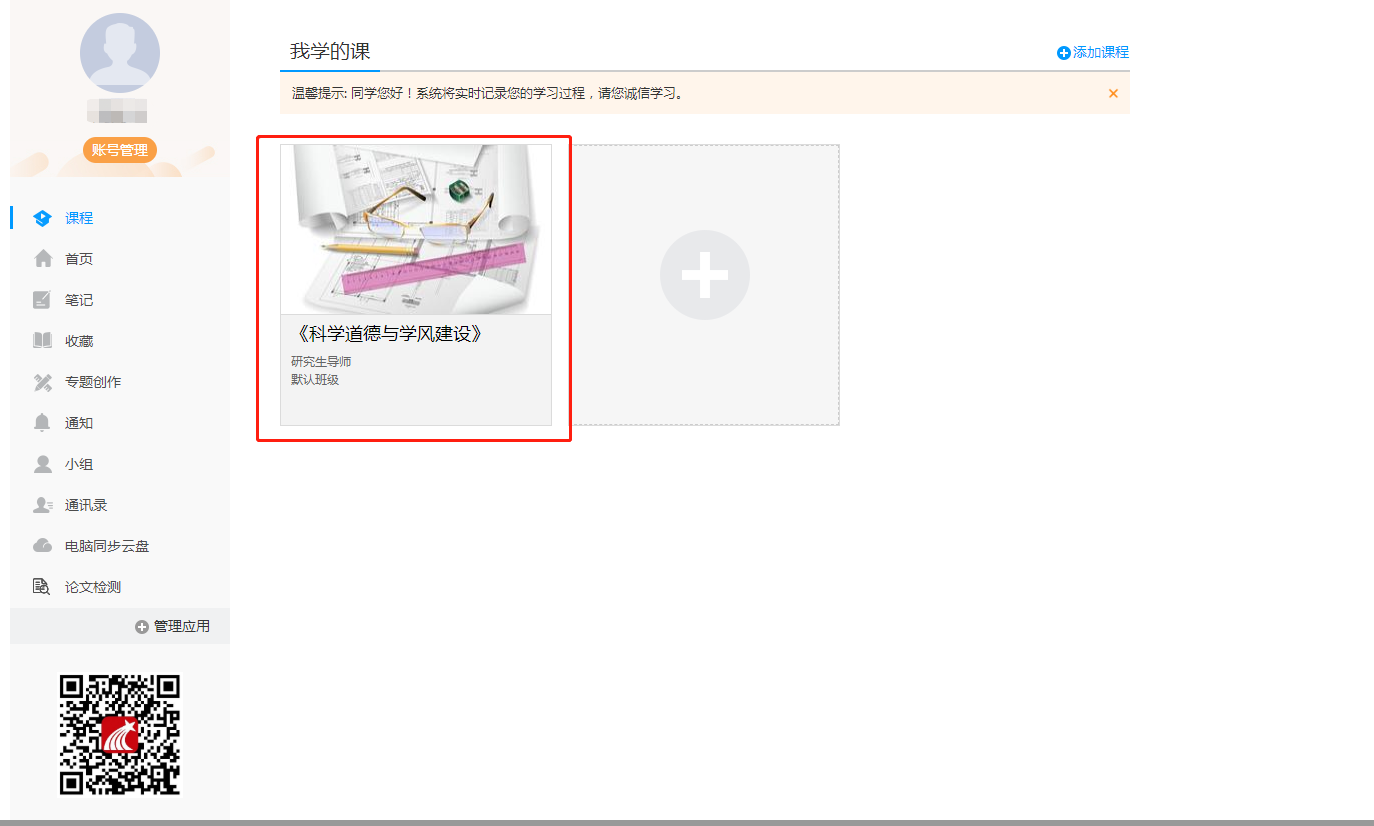 账号管理
课程
首页
笔记
收藏
专题创作
通知
小组
通讯录
电脑同步云盘
论文检测
管理应用
我学的课
添加课程
温馨提示: 同学您好！系统将实时记录您的学习过程，请您诚信学习。
《科学道德与学风建设》
研究生导师
默认班级